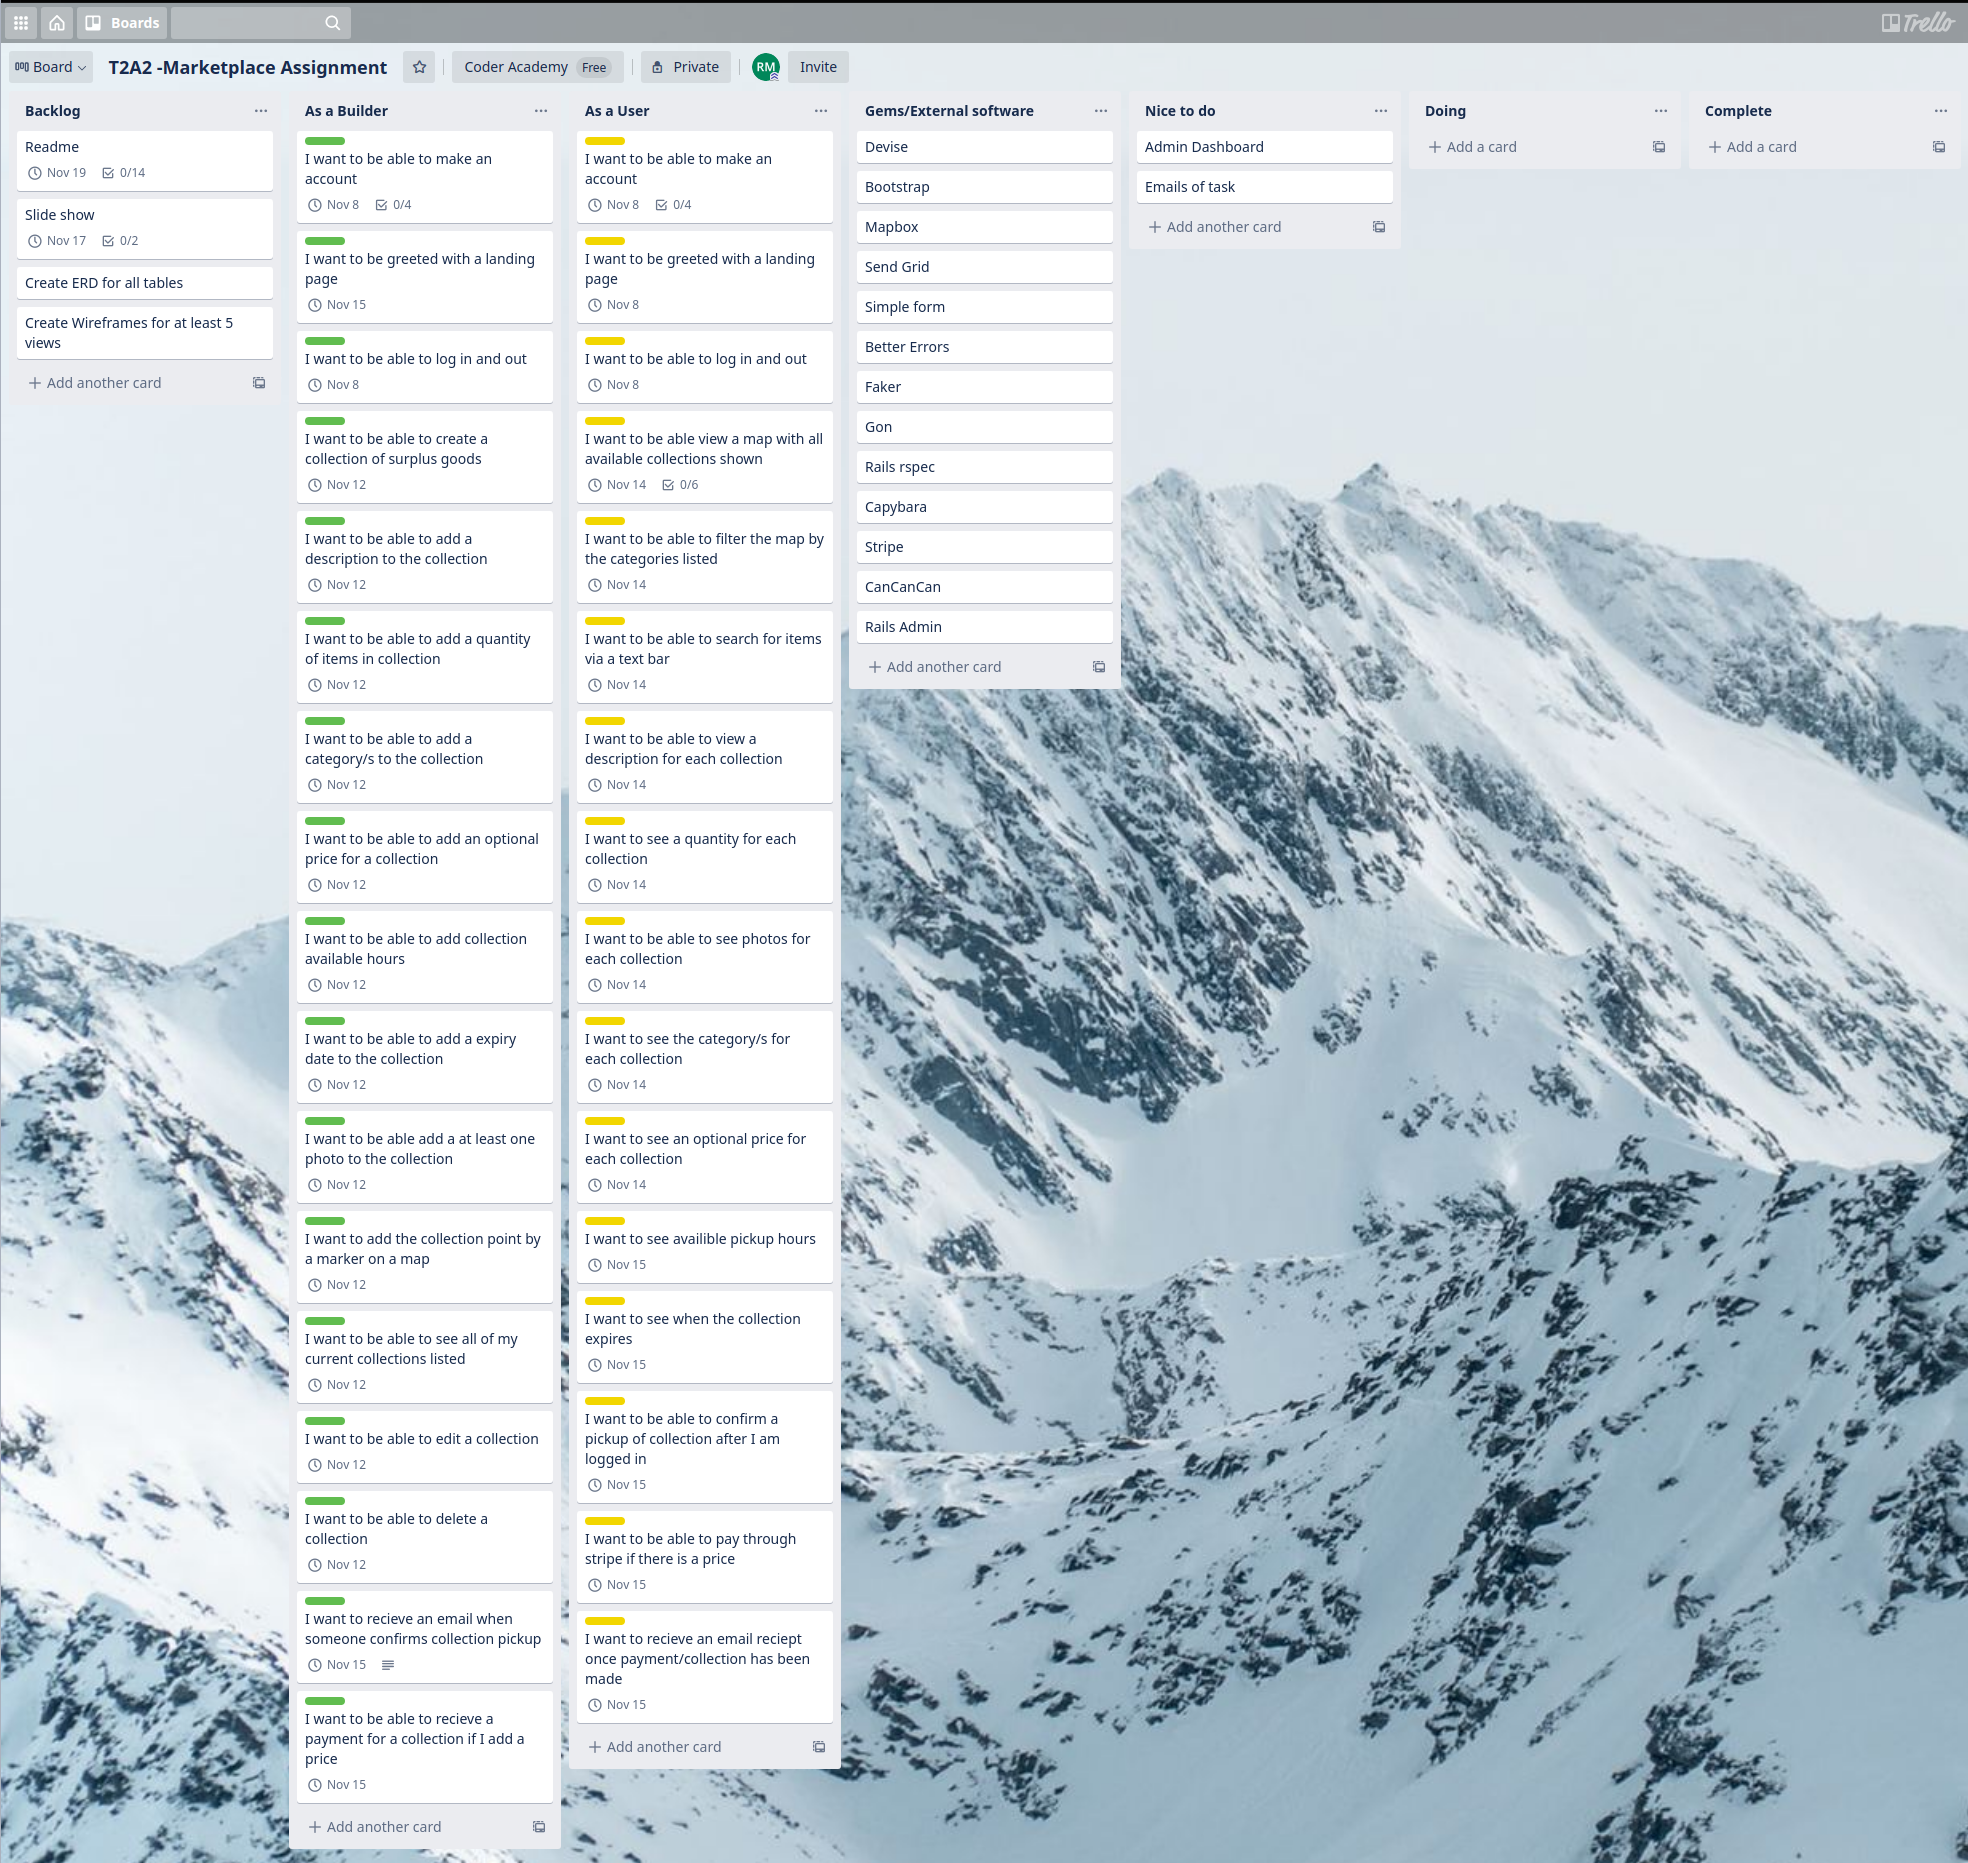 Boards
Trello
Board
T2A2 -Marketplace Assignment
Coder Academy Free
Private
RM
Invite
Backlog
Readme
Nov 19 0/14
Slide show
Nov 17 0/2
Create ERD for all tables
Create Wireframes for at least 5
views
+ Add another card
As a Builder
I want to be able to make an
account
Nov 8 0/4
I want to be greeted with a landing
page
Nov 15
I want to be able to log in and out
Nov 8
I want to be able to create a
collection of surplus goods
Nov 12
I want to be able to add a
description to the collection
Nov 12
I want to be able to add a quantity
of items in collection
Nov 12
I want to be able to add a
category/s to the collection
Nov 12
I want to be able to add an optional
price for a collection
Nov 12
I want to be able to add collection
available hours
Nov 12
I want to be able to add a expiry
date to the collection
Nov 12
I want to be able add a at least one
photo to the collection
Nov 12
I want to add the collection point by
a marker on a map
Nov 12
I want to be able to see all of my
current collections listed
Nov 12
I want to be able to edit a collection
Nov 12
I want to be able to delete a
collection
Nov 12
I want to recieve an email when
someone confirms collection pickup
Nov 15
I want to be able to recieve a
payment for a collection if I add a
price
Nov 15
+ Add another card
As a User
I want to be able to make an
account
Nov 8 0/4
I want to be greeted with a landing
page
Nov 8
I want to be able to log in and out
Nov 8
I want to be able view a map with all
available collections shown
Nov 14 0/6
I want to be able to filter the map by
the categories listed
Nov 14
I want to be able to search for items
via a text bar
Nov 14
I want to be able to view a
description for each collection
Nov 14
I want to see a quantity for each
collection
Nov 14
I want to be able to see photos for
each collection
Nov 14
I want to see the category/s for
each collection
Nov 14
I want to see an optional price for
each collection
Nov 14
I want to see availible pickup hours
Nov 15
I want to see when the collection
expires
Nov 15
I want to be able to confirm a
pickup of collection after I am
logged in
Nov 15
I want to be able to pay through
stripe if there is a price
Nov 15
I want to recieve an email reciept
once payment/collection has been
made
Nov 15
+ Add another card
Gems/External software
Devise
Bootstrap
Mapbox
Send Grid
Simple form
Better Errors
Faker
Gon
Rails rspec
Capybara
Stripe
CanCanCan
Rails Admin
+ Add another card
Nice to do
Admin Dashboard
Emails of task
+ Add another card
Doing
+ Add a card
Complete
+ Add a card